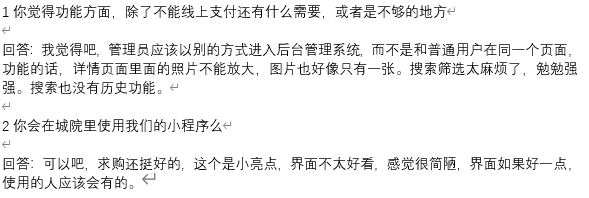 1 你觉得功能方面，除了不能线上支付还有什么需要，或者是不够的地方
回答: 我觉得吧，管理员应该以别的方式进入后台管理系统，而不是和普通用户在同一个页面，
功能的话，详情页面里面的照片不能放大，图片也好像只有一张。搜索筛选太麻烦了，勉勉强
强。搜索也没有历史功能。
2 你会在城院里使用我们的小程序么
回答: 可以吧，求购还挺好的，这个是小亮点，界面不太好看，感觉很简陋，界面如果好一点，
使用的人应该会有的。